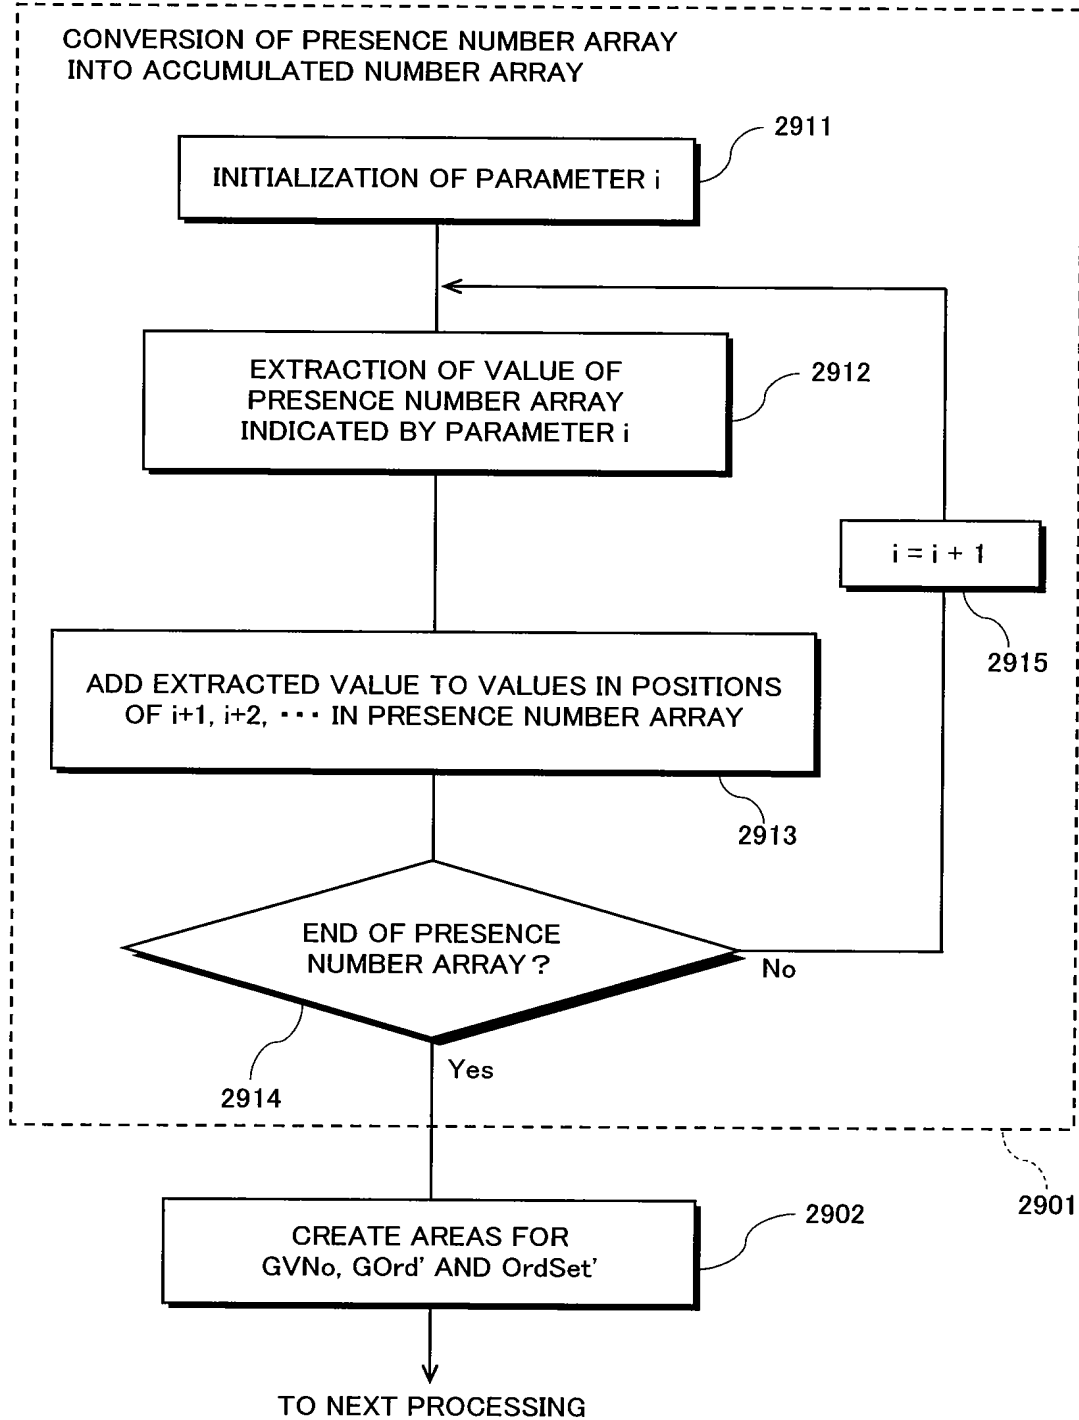 CONVERSION OF PRESENCE NUMBER ARRAY
INTO ACCUMULATED NUMBER ARRAY
2911
INITIALIZATION OF PARAMETER i
EXTRACTION OF VALUE OF
PRESENCE NUMBER ARRAY
INDICATED BY PARAMETER i
2912
i = i + 1
2915
ADD EXTRACTED VALUE TO VALUES IN POSITIONS
OF i+1, i+2, ··· IN PRESENCE NUMBER ARRAY
2913
END OF PRESENCE
NUMBER ARRAY?
No
Yes
2914
2901
2902
CREATE AREAS FOR
GVNo, GOrd' AND OrdSet'
TO NEXT PROCESSING